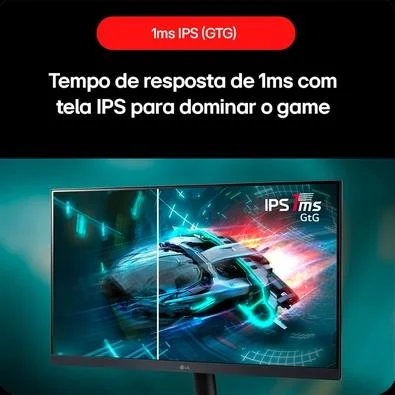 1ms IPS (GTG)
Tempo de resposta de 1ms com
tela IPS para dominar o game
IPS 1ms
GtG
LG